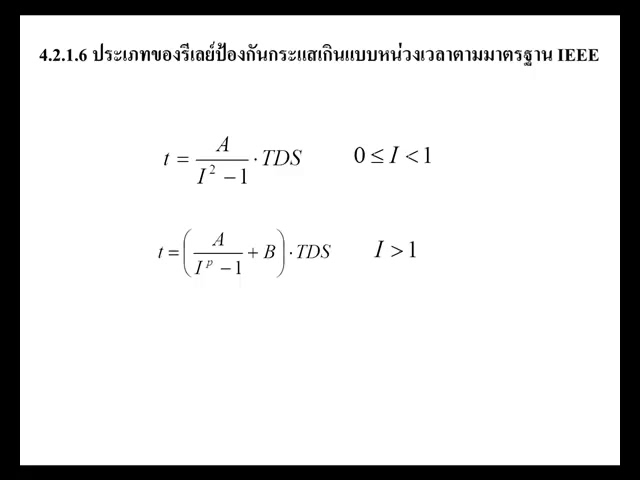 4.2.1.6 ประเภทของรีเลย์ป้องกันกระแสเกินแบบหน่วงเวลาตามมาตรฐาน IEEE
t = A / (I² − 1) · TDS    0 ≤ I < 1
t = (A / (Iᵖ − 1) + B) · TDS    I > 1